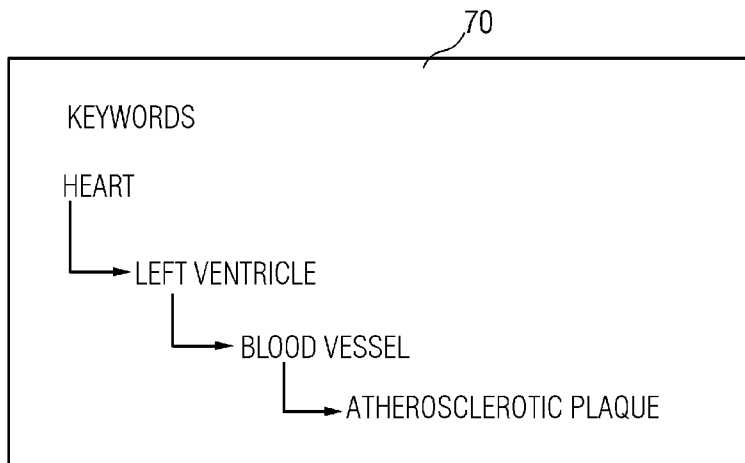 70
KEYWORDS
HEART
LEFT VENTRICLE
BLOOD VESSEL
ATHEROSCLEROTIC PLAQUE